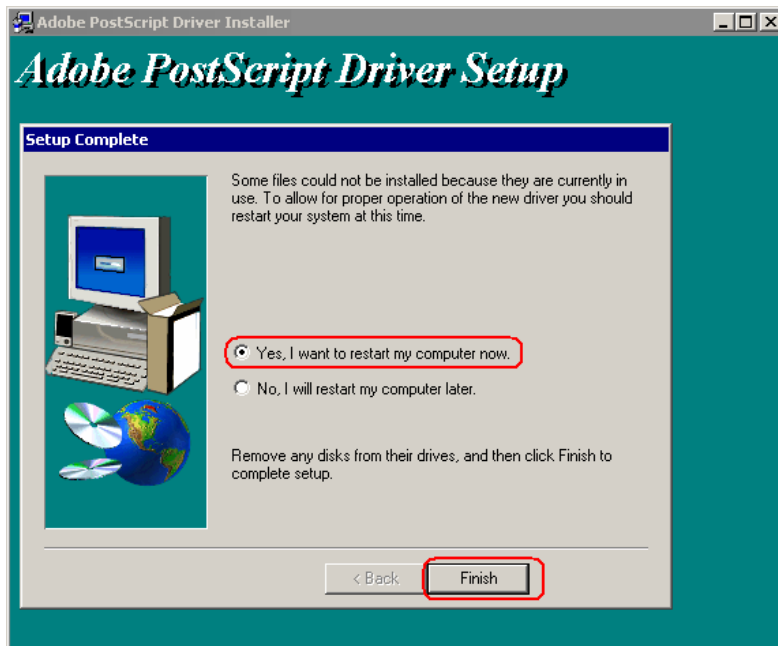 Adobe PostScript Driver Installer
Adobe PostScript Driver Setup
Setup Complete
Some files could not be installed because they are currently in
use. To allow for proper operation of the new driver you should
restart your system at this time.
Yes, I want to restart my computer now.
No, I will restart my computer later.
Remove any disks from their drives, and then click Finish to
complete setup.
< Back
Finish